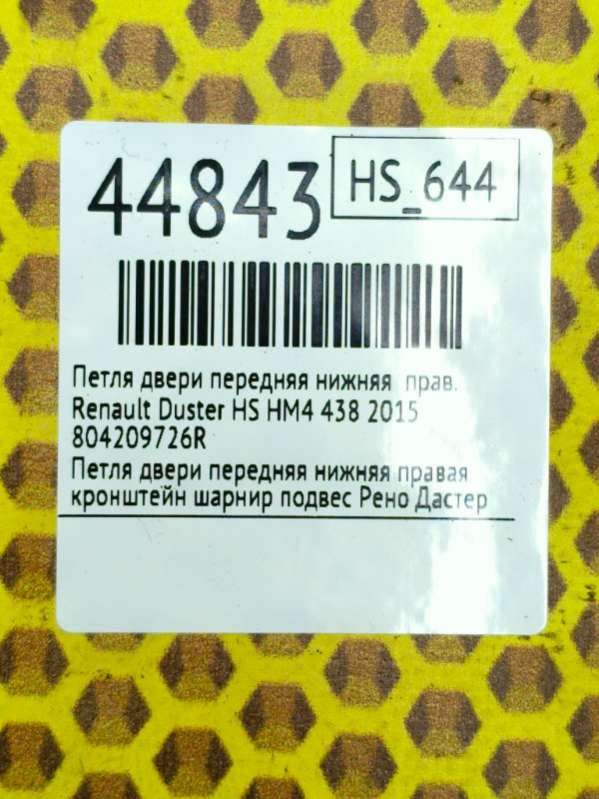 44843
HS_644
Петля двери передняя нижняя прав.
Renault Duster HS HM4 438 2015
804209726R
Петля двери передняя нижняя правая
кронштейн шарнир подвес Рено Дастер